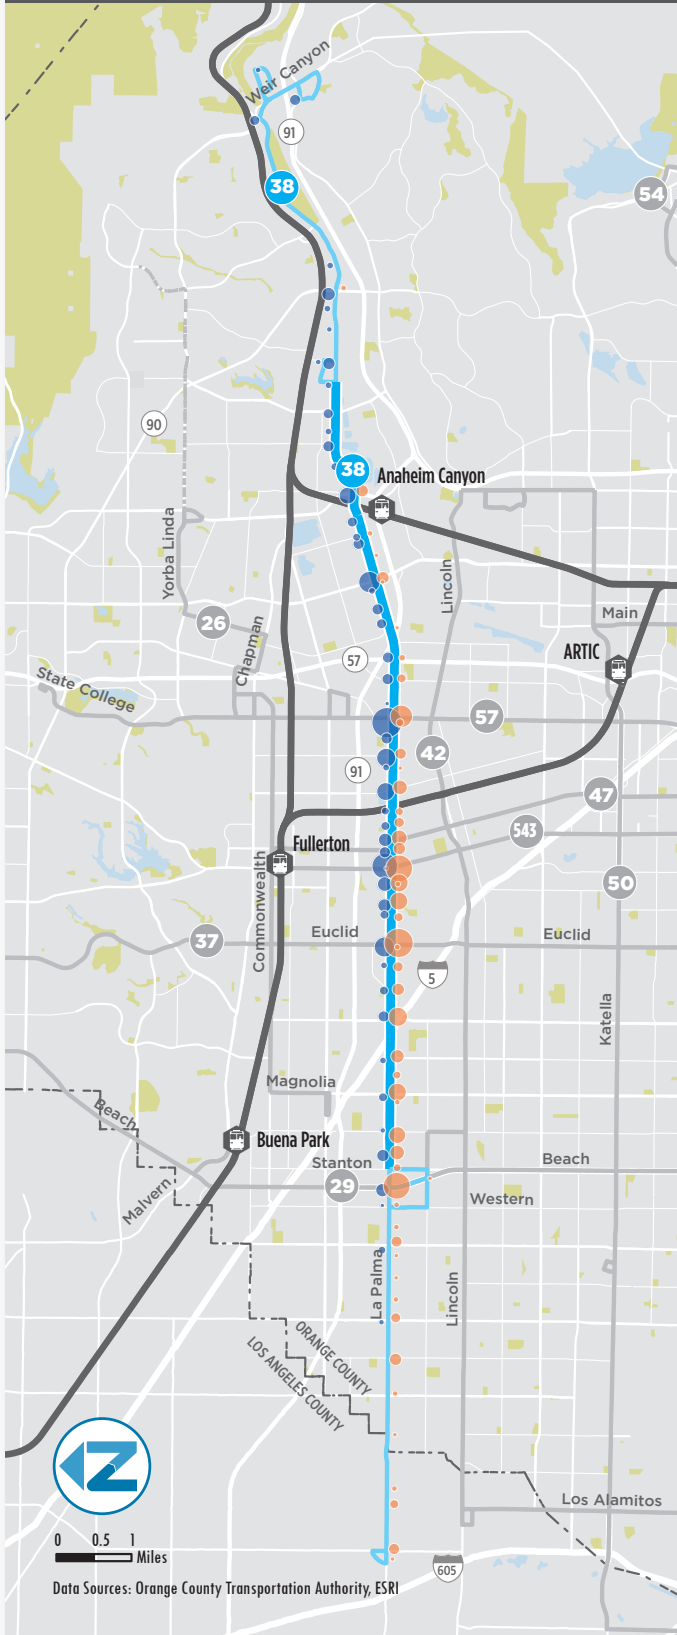 Weir Canyon
91
38
54
90
38
Anaheim Canyon
Yorba Linda
Lincoln
26
Main
Chapman
57
ARTIC
State College
57
42
91
47
543
Fullerton
50
Commonwealth
37
Euclid
Euclid
5
Katella
Magnolia
Beach
Buena Park
Stanton
Beach
29
Malvern
Western
La Palma
Lincoln
ORANGE COUNTY
LOS ANGELES COUNTY
Z
Los Alamitos
0 0.5 1
Miles
605
Data Sources: Orange County Transportation Authority, ESRI